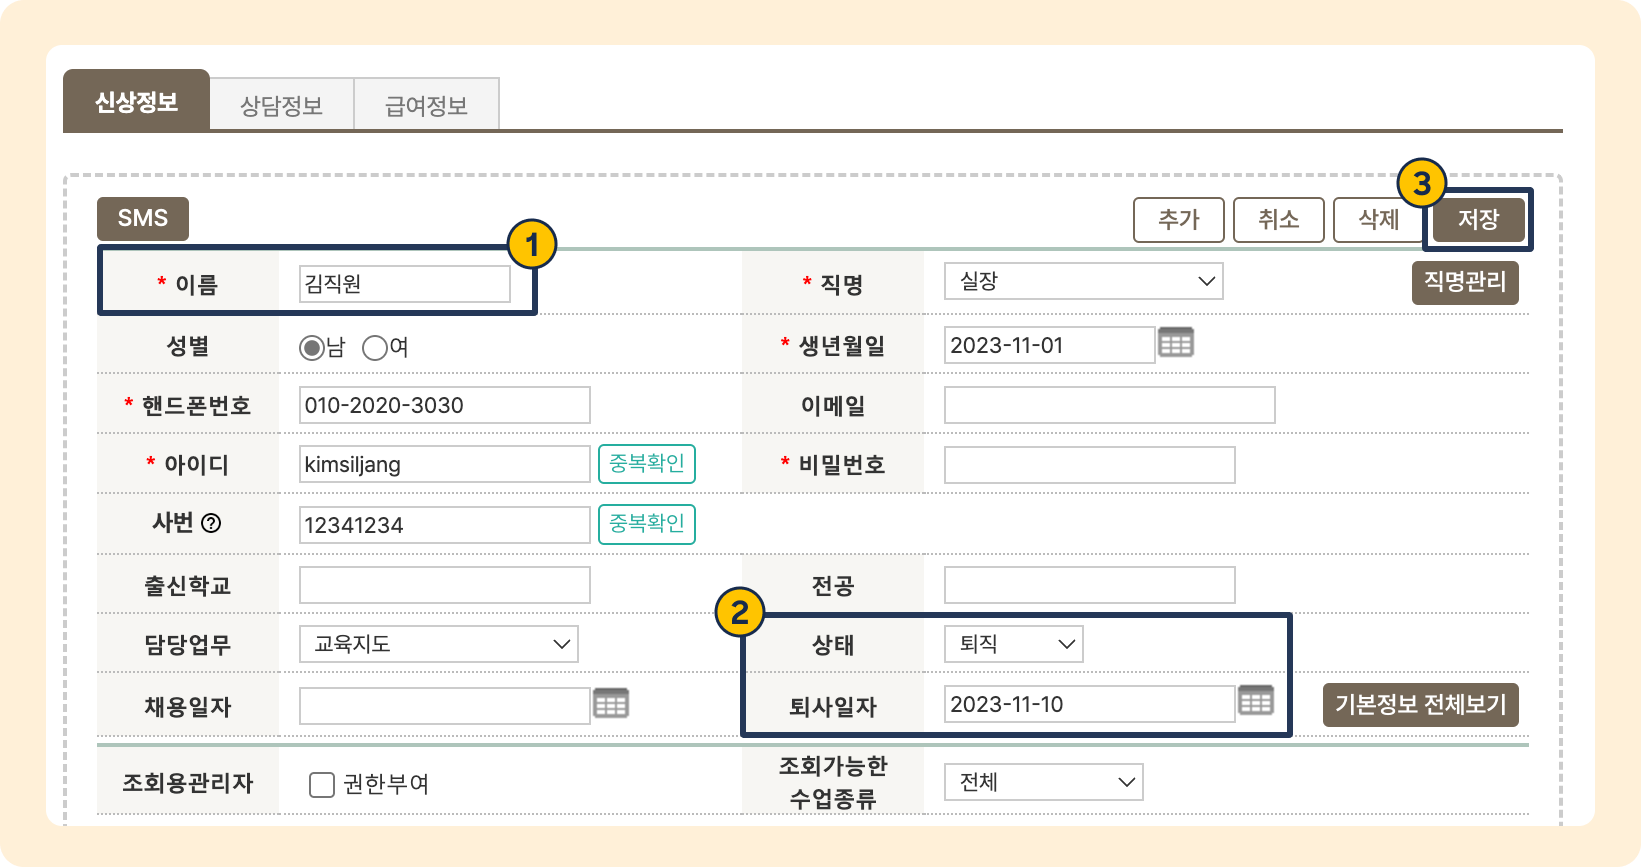 신상정보 상담정보 급여정보
SMS 추가 취소 삭제 3 저장
1
* 이름 김직원 * 직명 실장 직명관리
성별 남 여 * 생년월일 2023-11-01
* 핸드폰번호 010-2020-3030 이메일
* 아이디 kimsiljang 중복확인 * 비밀번호
사번 ? 12341234 중복확인
출신학교 전공
2
담당업무 교육지도 상태 퇴직
채용일자 퇴사일자 2023-11-10 기본정보 전체보기
조회용관리자 권한부여 조회가능한
수업종류 전체